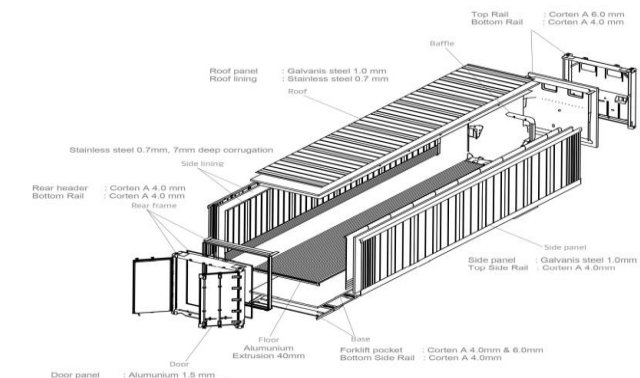 Top Rail : Corten A 6.0 mm
Bottom Rail : Corten A 4.0 mm
Baffle
Roof panel : Galvanis steel 1.0 mm
Roof lining : Stainless steel 0.7 mm
Roof
Stainless steel 0.7mm, 7mm deep corrugation
Side lining
Rear header : Corten A 4.0 mm
Bottom Rail : Corten A 4.0 mm
Rear frame
Side panel
Side panel : Galvanis steel 1.0mm
Top Side Rail : Corten A 4.0mm
Floor
Alumunium
Extrusion 40mm
Base
Forklift pocket : Corten A 4.0mm & 6.0mm
Bottom Side Rail : Corten A 4.0mm
Door
Door panel : Alumunium 1.5 mm